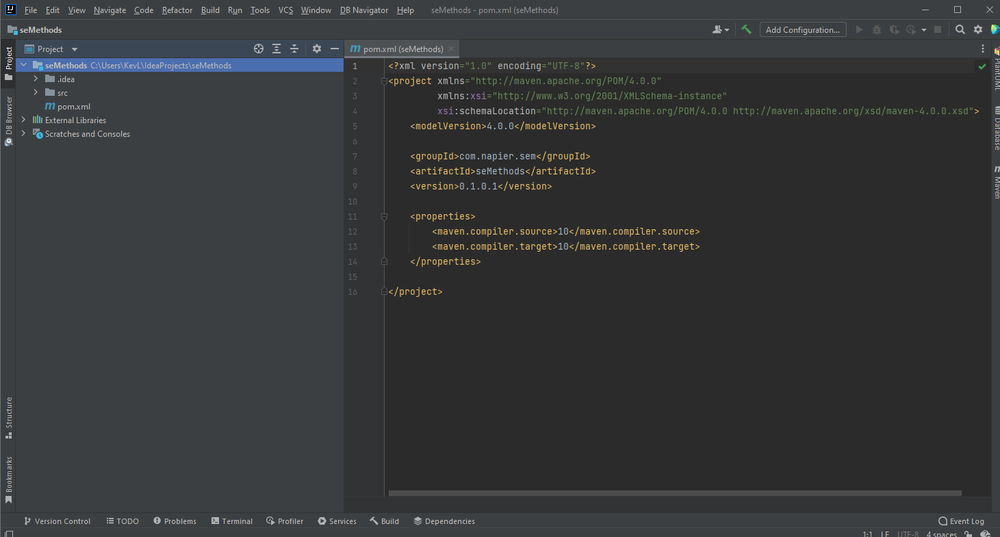 IJ File Edit View Navigate Code Refactor Build Run Tools VCS Window DB Navigator Help seMethods - pom.xml (seMethods)
seMethods Add Configuration...
Project
seMethods C:\Users\KevL\IdeaProjects\seMethods
.idea
src
pom.xml
External Libraries
Scratches and Consoles
Project
DB Browser
Structure
Bookmarks
pom.xml (seMethods)
1 <?xml version="1.0" encoding="UTF-8"?>
2 <project xmlns="http://maven.apache.org/POM/4.0.0"
3 xmlns:xsi="http://www.w3.org/2001/XMLSchema-instance"
4 xsi:schemaLocation="http://maven.apache.org/POM/4.0.0 http://maven.apache.org/xsd/maven-4.0.0.xsd">
5 <modelVersion>4.0.0</modelVersion>
6
7 <groupId>com.napier.sem</groupId>
8 <artifactId>seMethods</artifactId>
9 <version>0.1.0.1</version>
10
11 <properties>
12 <maven.compiler.source>10</maven.compiler.source>
13 <maven.compiler.target>10</maven.compiler.target>
14 </properties>
15
16 </project>
PlantUML
Database
m Maven
Version Control TODO Problems Terminal Profiler Services Build Dependencies Event Log
1:1 LF UTF-8 4 spaces